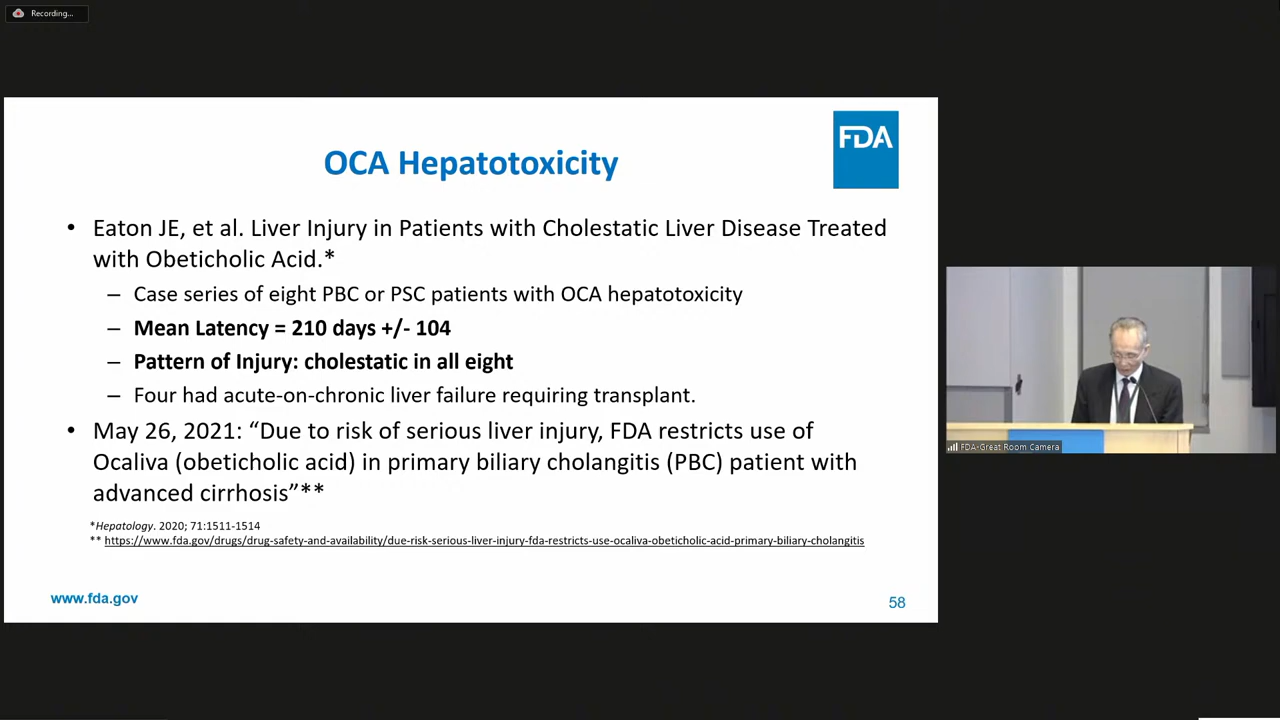 Recording...
FDA
OCA Hepatotoxicity
• Eaton JE, et al. Liver Injury in Patients with Cholestatic Liver Disease Treated
with Obeticholic Acid.*
– Case series of eight PBC or PSC patients with OCA hepatotoxicity
– Mean Latency = 210 days +/- 104
– Pattern of Injury: cholestatic in all eight
– Four had acute-on-chronic liver failure requiring transplant.
• May 26, 2021: “Due to risk of serious liver injury, FDA restricts use of
Ocaliva (obeticholic acid) in primary biliary cholangitis (PBC) patient with
advanced cirrhosis”**
*Hepatology. 2020; 71:1511-1514
** https://www.fda.gov/drugs/drug-safety-and-availability/due-risk-serious-liver-injury-fda-restricts-use-ocaliva-obeticholic-acid-primary-biliary-cholangitis
www.fda.gov
58
FDA-Great Room Camera